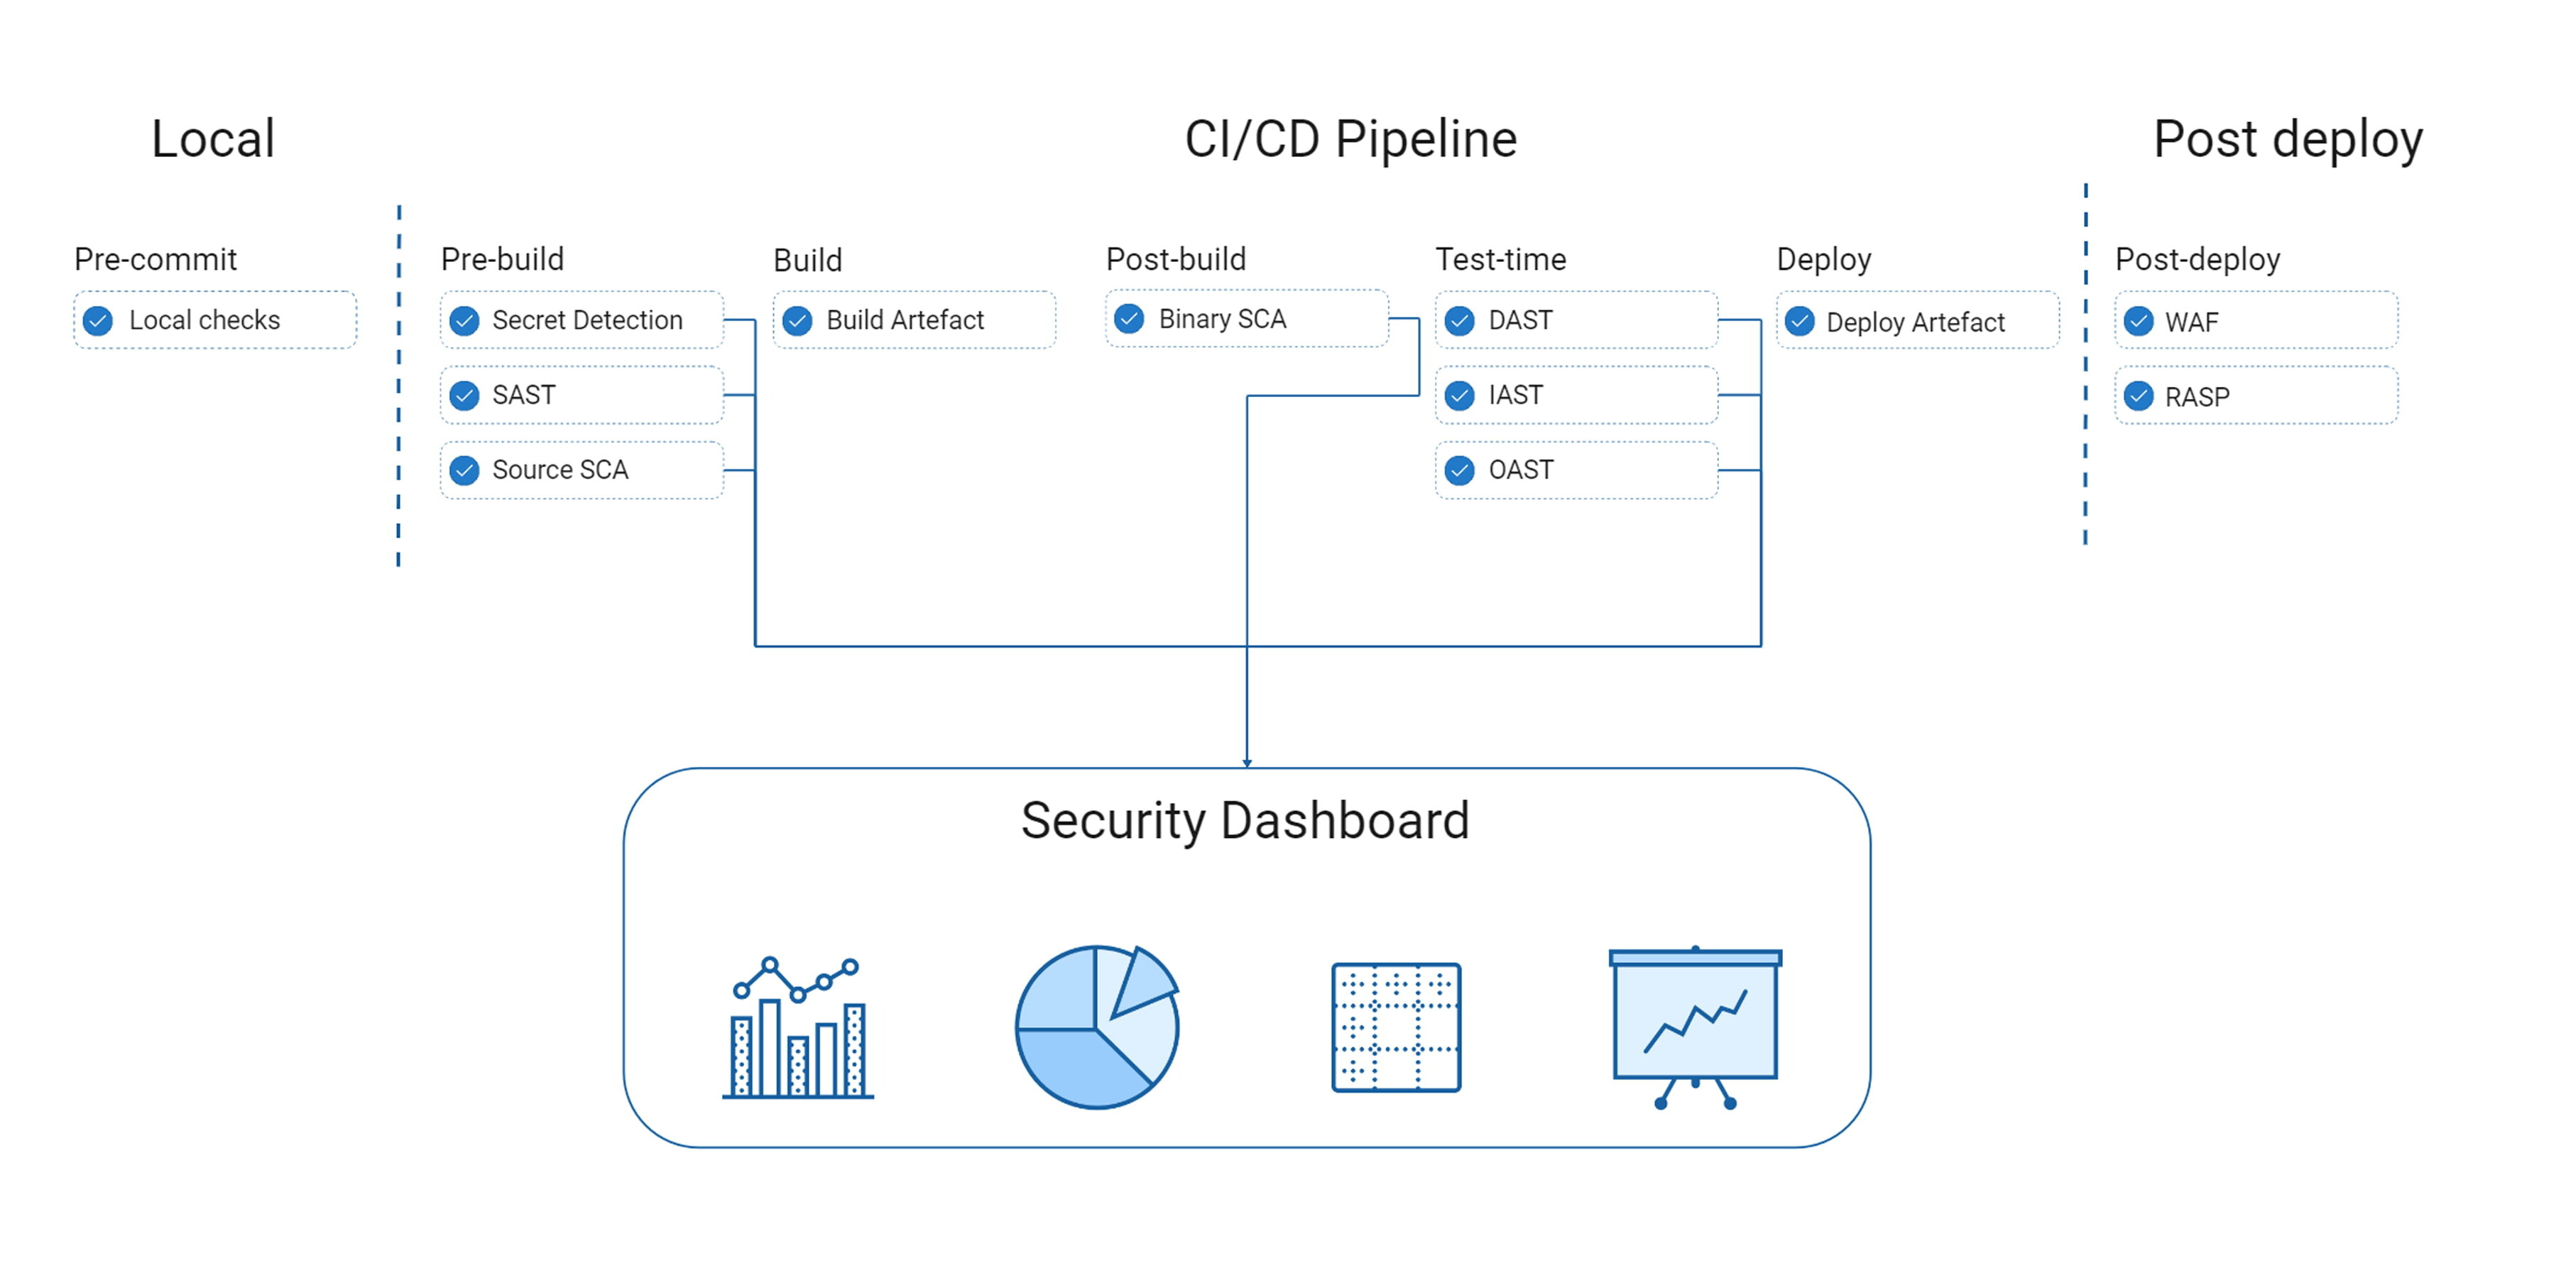 Local
CI/CD Pipeline
Post deploy
Pre-commit
Local checks
Pre-build
Secret Detection
SAST
Source SCA
Build
Build Artefact
Post-build
Binary SCA
Test-time
DAST
IAST
OAST
Deploy
Deploy Artefact
Post-deploy
WAF
RASP
Security Dashboard